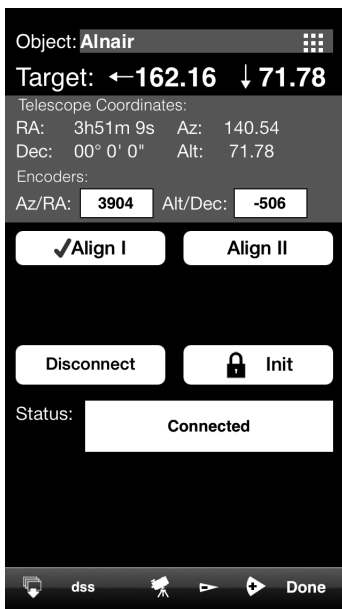 Object: Alnair
Target: ←162.16 ↓71.78
Telescope Coordinates:
RA: 3h51m 9s Az: 140.54
Dec: 00° 0' 0" Alt: 71.78
Encoders:
Az/RA: 3904 Alt/Dec: -506
✓Align I Align II
Disconnect Init
Status: Connected
dss Done